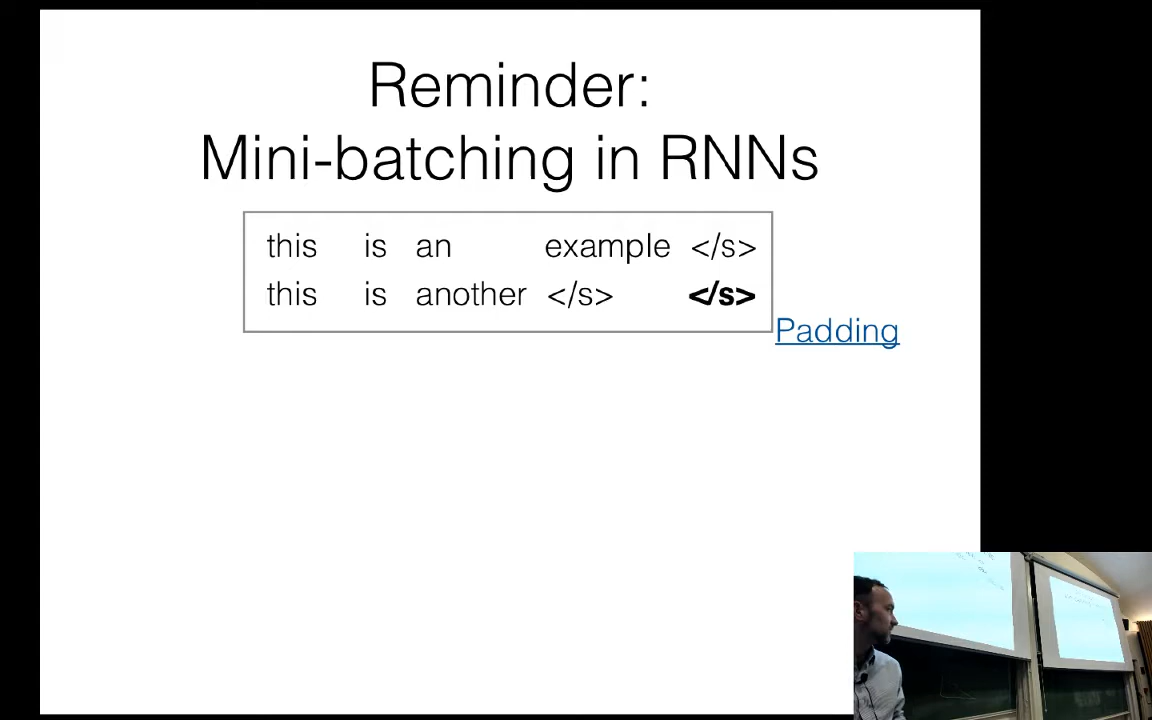 Reminder:
Mini-batching in RNNs
this is an example </s>
this is another </s> </s>
Padding